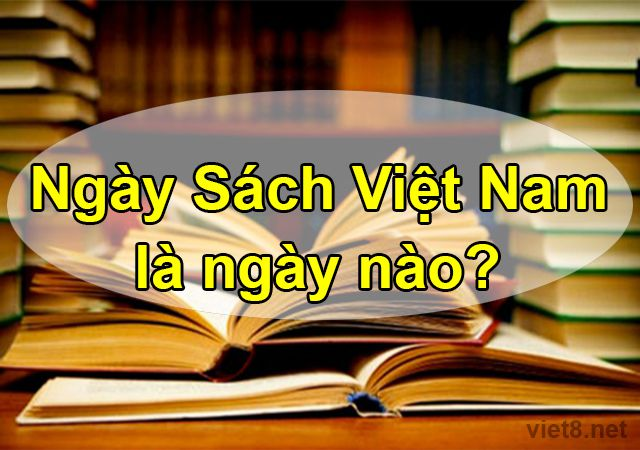 Ngày Sách Việt Nam
là ngày nào?
viet8.net